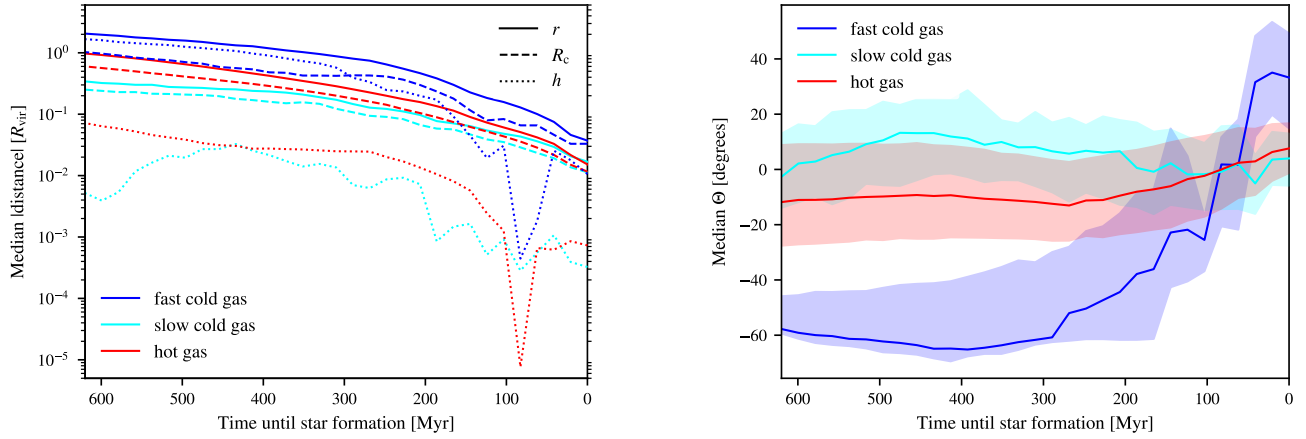 10⁰
10⁻¹
10⁻²
10⁻³
10⁻⁴
10⁻⁵
Median |distance| [R_vir]
r
R_c
h
fast cold gas
slow cold gas
hot gas
600 500 400 300 200 100 0
Time until star formation [Myr]
40
20
0
−20
−40
−60
Median Θ [degrees]
fast cold gas
slow cold gas
hot gas
600 500 400 300 200 100 0
Time until star formation [Myr]